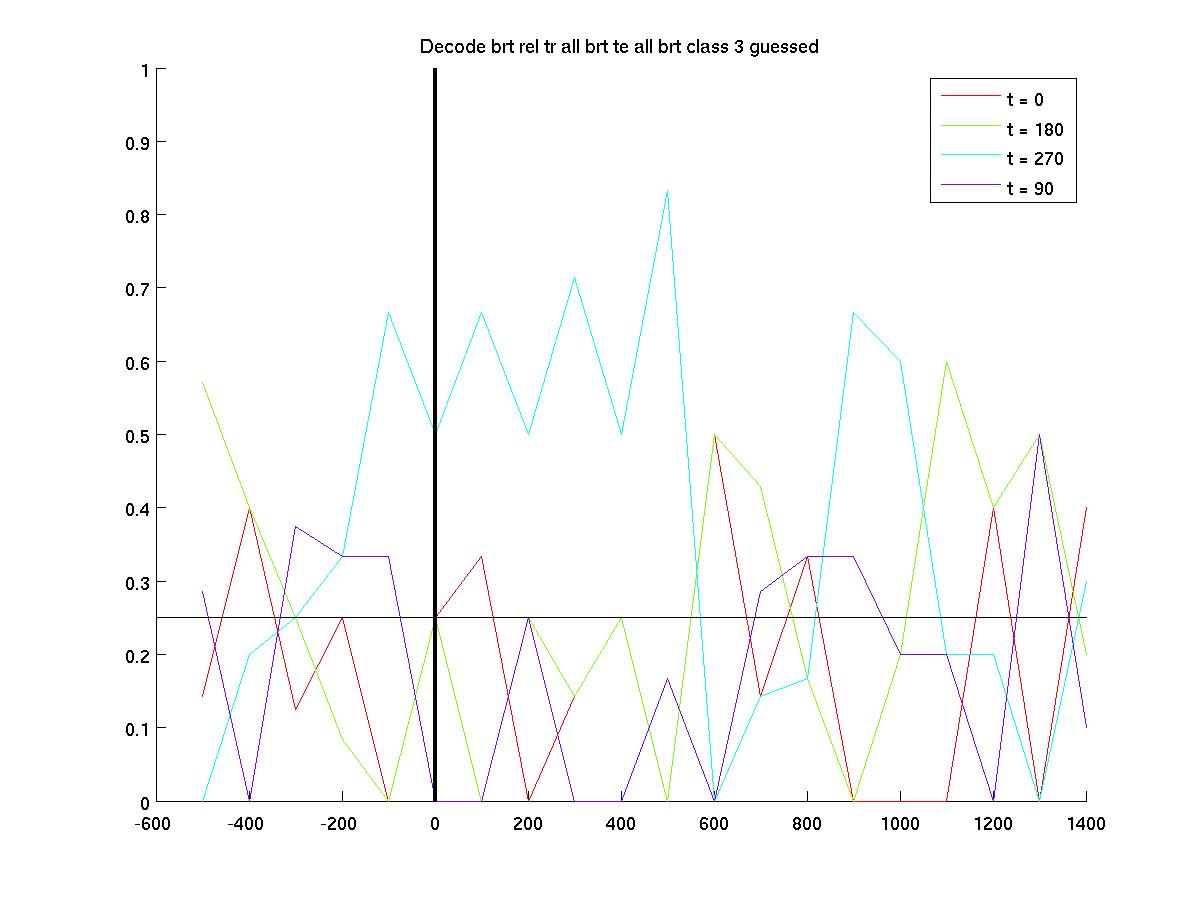 Decode brt rel tr all brt te all brt class 3 guessed
t = 0
t = 180
t = 270
t = 90
1
0.9
0.8
0.7
0.6
0.5
0.4
0.3
0.2
0.1
0
-600 -400 -200 0 200 400 600 800 1000 1200 1400